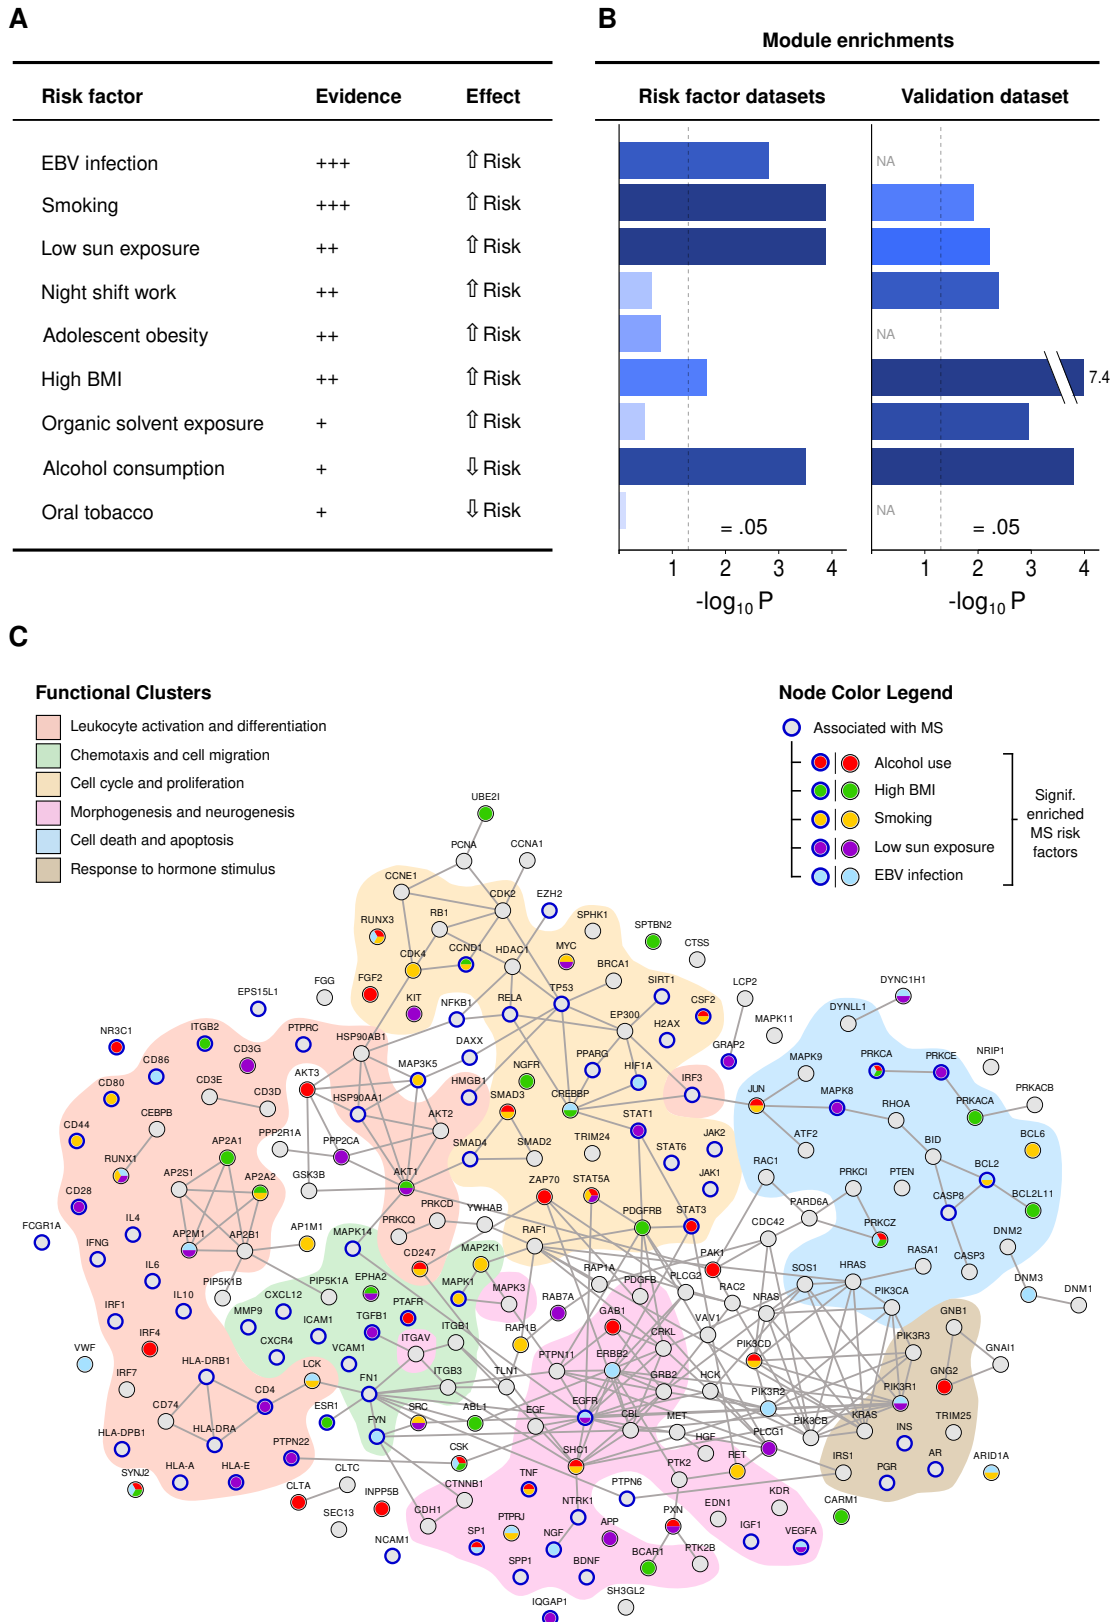 A
B
Module enrichments
Risk factor Evidence Effect
Risk factor datasets Validation dataset
EBV infection +++ ⇧ Risk
NA
Smoking +++ ⇧ Risk
Low sun exposure ++ ⇧ Risk
Night shift work ++ ⇧ Risk
Adolescent obesity ++ ⇧ Risk
NA
High BMI ++ ⇧ Risk
7.4
Organic solvent exposure + ⇧ Risk
Alcohol consumption + ⇩ Risk
Oral tobacco + ⇩ Risk
NA
= .05 = .05
1 2 3 4 1 2 3 4
-log10 P -log10 P
C
Functional Clusters
Leukocyte activation and differentiation
Chemotaxis and cell migration
Cell cycle and proliferation
Morphogenesis and neurogenesis
Cell death and apoptosis
Response to hormone stimulus
Node Color Legend
Associated with MS
Alcohol use
High BMI
Smoking
Low sun exposure
EBV infection
Signif.
enriched
MS risk
factors
UBE2I
PCNA CCNA1
CCNE1 CDK2 EZH2
RUNX3 RB1 SPHK1 SPTBN2
CDK4 CCND1 HDAC1 MYC BRCA1 CTSS
FGG FGF2 KIT NFKB1 RELA TP53 SIRT1 CSF2 LCP2 DYNC1H1
EPS15L1
NR3C1 ITGB2 PTPRC HSP90AB1 DAXX EP300 H2AX MAPK11 DYNLL1
CD86 CD3G MAP3K5 NGFR PPARG HIF1A GRAP2 MAPK9 PRKCA PRKCE NRIP1
CD80 CD3E CD3D AKT3 HSP90AA1 HMGB1 SMAD3 CREBBP IRF3 JUN MAPK8 RHOA PRKACA PRKACB
CD44 CEBPB PPP2R1A PPP2CA AKT2 SMAD4 SMAD2 TRIM24 STAT1 STAT6 JAK2 ATF2 BID BCL6
RUNX1 AP2A1 AP2S1 AP2A2 GSK3B AKT1 ZAP70 STAT5A JAK1 RAC1 PRKCI PTEN CASP8 BCL2 BCL2L11
CD28 IL4 AP2M1 AP2B1 AP1M1 MAPK14 PRKCQ PRKCD YWHAB RAF1 PDGFRB STAT3 CDC42 PARD6A PRKCZ RASA1 CASP3 DNM2
FCGR1A IFNG IL6 PIP5K1B PIP5K1A EPHA2 CD247 MAP2K1 MAPK1 MAPK3 RAP1A PDGFB PLCG2 PAK1 RAC2 SOS1 HRAS PIK3CA DNM3 DNM1
IL10 CXCL12 MMP9 ICAM1 TGFB1 PTAFR RAP1B RAB7A GAB1 CRKL VAV1 NRAS GNB1
IRF1 IRF4 CXCR4 VCAM1 ITGAV ITGB1 PTPN11 ERBB2 PIK3CD PIK3R3 GNAI1
VWF IRF7 HLA-DRB1 LCK FN1 ITGB3 TLN1 GRB2 HCK PIK3R2 PIK3R1 GNG2
CD74 HLA-DRA CD4 ESR1 FYN SRC ABL1 EGF EGFR CBL MET PLCG1 PIK3CB KRAS INS TRIM25
HLA-DPB1 PTPN22 CSK SHC1 HGF RET IRS1 AR ARID1A
SYNJ2 HLA-A HLA-E CLTA CLTC INPP5B CTNNB1 TNF PTPN6 PTK2 PGR
SEC13 CDH1 PTPRJ NTRK1 APP PXN EDN1 KDR CARM1
NCAM1 SP1 NGF BCAR1 PTK2B IGF1 VEGFA
SPP1 BDNF
IQGAP1 SH3GL2